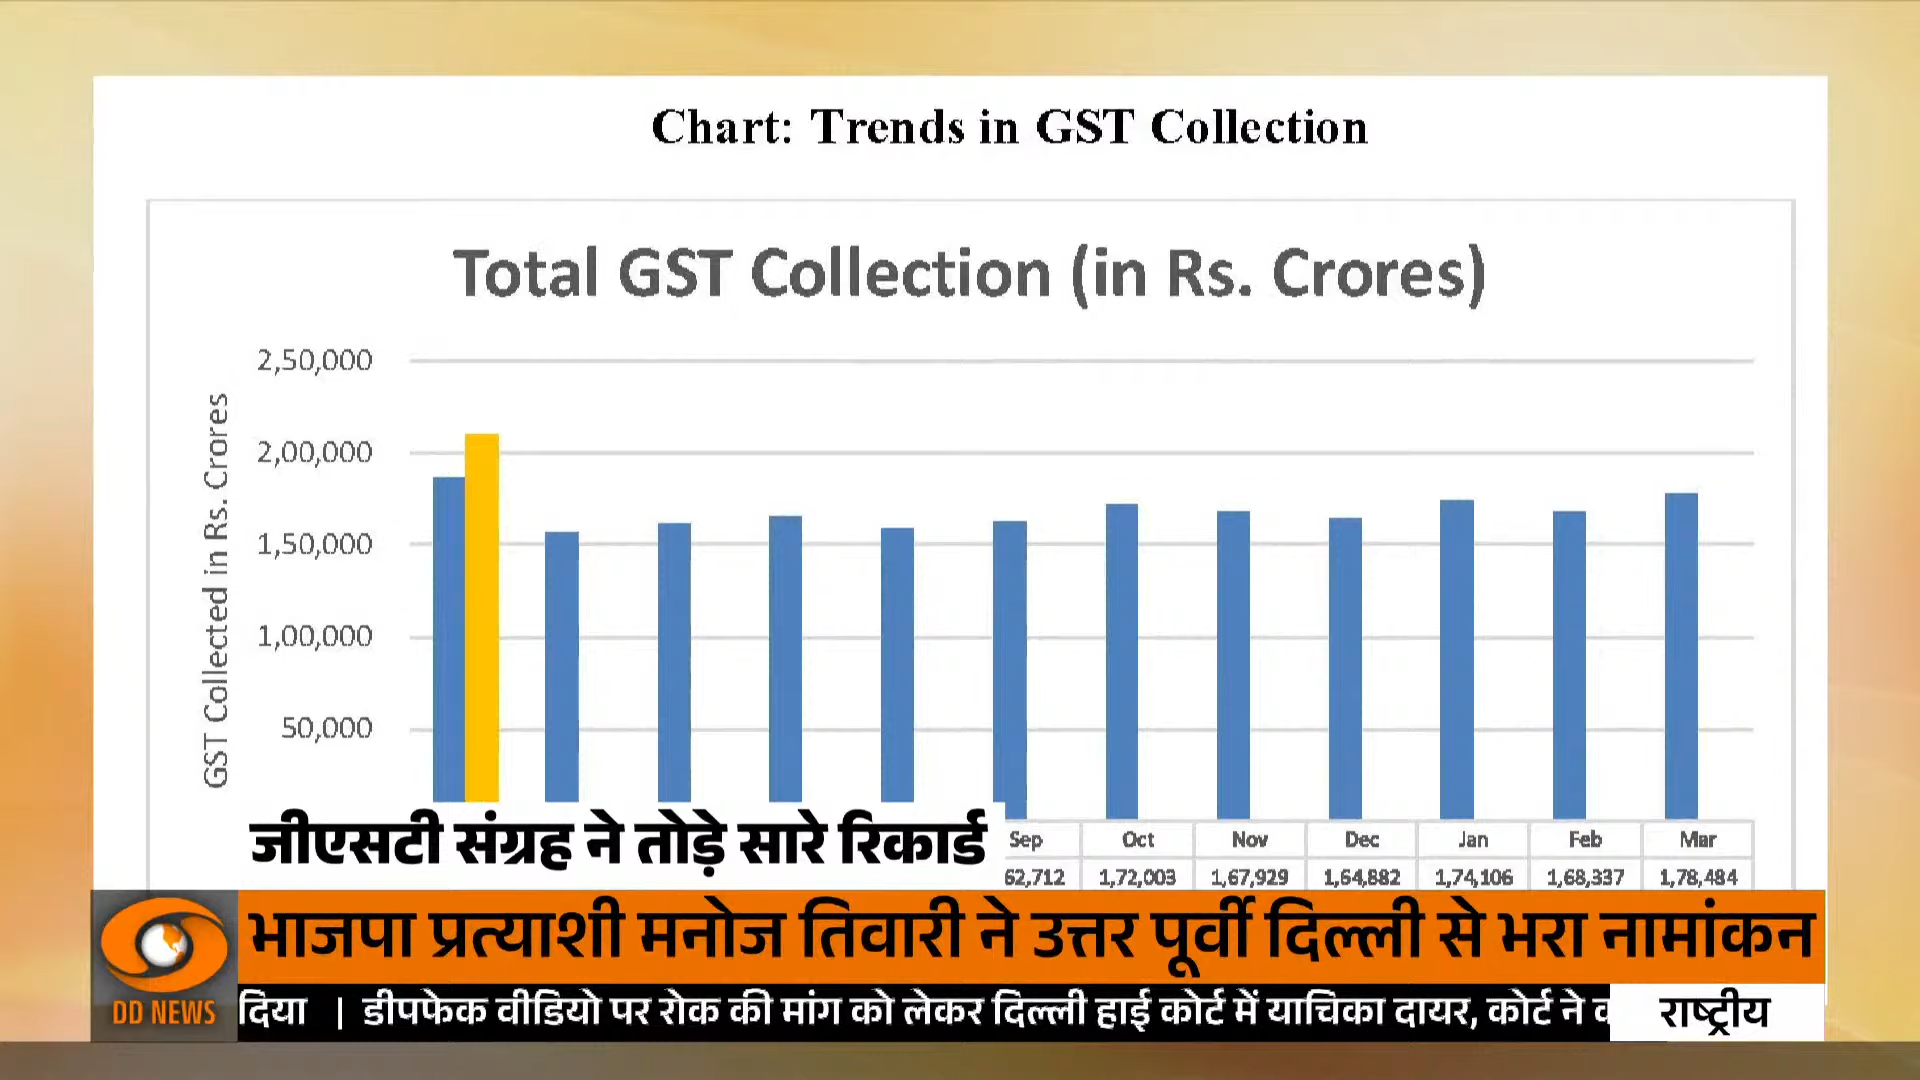 Chart: Trends in GST Collection
Total GST Collection (in Rs. Crores)
GST Collected in Rs. Crores
2,50,000
2,00,000
1,50,000
1,00,000
50,000
Sep Oct Nov Dec Jan Feb Mar
62,712 1,72,003 1,67,929 1,64,882 1,74,106 1,68,337 1,78,484
जीएसटी संग्रह ने तोड़े सारे रिकार्ड
भाजपा प्रत्याशी मनोज तिवारी ने उत्तर पूर्वी दिल्ली से भरा नामांकन
DD NEWS
दिया | डीपफेक वीडियो पर रोक की मांग को लेकर दिल्ली हाई कोर्ट में याचिका दायर, कोर्ट ने
राष्ट्रीय